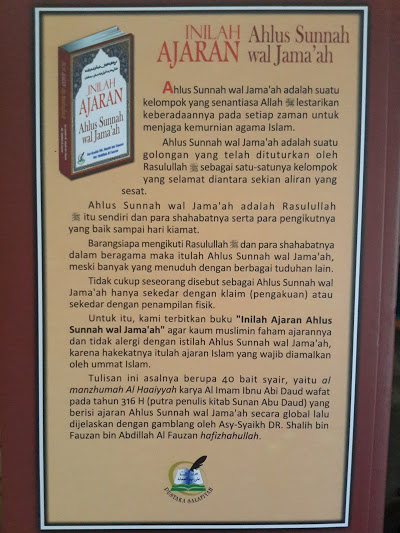 INILAH AJARAN Ahlus Sunnah wal Jama'ah
INILAH
AJARAN
Ahlus Sunnah
wal Jama'ah
Ahlus Sunnah wal Jama'ah adalah suatu
kelompok yang senantiasa Allah ﷻ lestarikan
keberadaannya pada setiap zaman untuk
menjaga kemurnian agama Islam.
Ahlus Sunnah wal Jama'ah adalah suatu
golongan yang telah dituturkan oleh
Rasulullah ﷺ sebagai satu-satunya kelompok
yang selamat diantara sekian aliran yang
sesat.
Ahlus Sunnah wal Jama'ah adalah Rasulullah
ﷺ itu sendiri dan para shahabatnya serta para pengikutnya
yang baik sampai hari kiamat.
Barangsiapa mengikuti Rasulullah ﷺ dan para shahabatnya
dalam beragama maka itulah Ahlus Sunnah wal Jama'ah,
meski banyak yang menuduh dengan berbagai tuduhan lain.
Tidak cukup seseorang disebut sebagai Ahlus Sunnah wal
Jama'ah hanya sekedar dengan klaim (pengakuan) atau
sekedar dengan penampilan fisik.
Untuk itu, kami terbitkan buku "Inilah Ajaran Ahlus
Sunnah wal Jama'ah" agar kaum muslimin faham ajarannya
dan tidak alergi dengan istilah Ahlus Sunnah wal Jama'ah,
karena hakekatnya itulah ajaran Islam yang wajib diamalkan
oleh ummat Islam.
Tulisan ini asalnya berupa 40 bait syair, yaitu al
manzhumah Al Haaiyyah karya Al Imam Ibnu Abi Daud wafat
pada tahun 316 H (putra penulis kitab Sunan Abu Daud) yang
berisi ajaran Ahlus Sunnah wal Jama'ah secara global lalu
dijelaskan dengan gamblang oleh Asy-Syaikh DR. Shalih bin
Fauzan bin Abdillah Al Fauzan hafizhahullah.
PUSTAKA SALAFIYAH